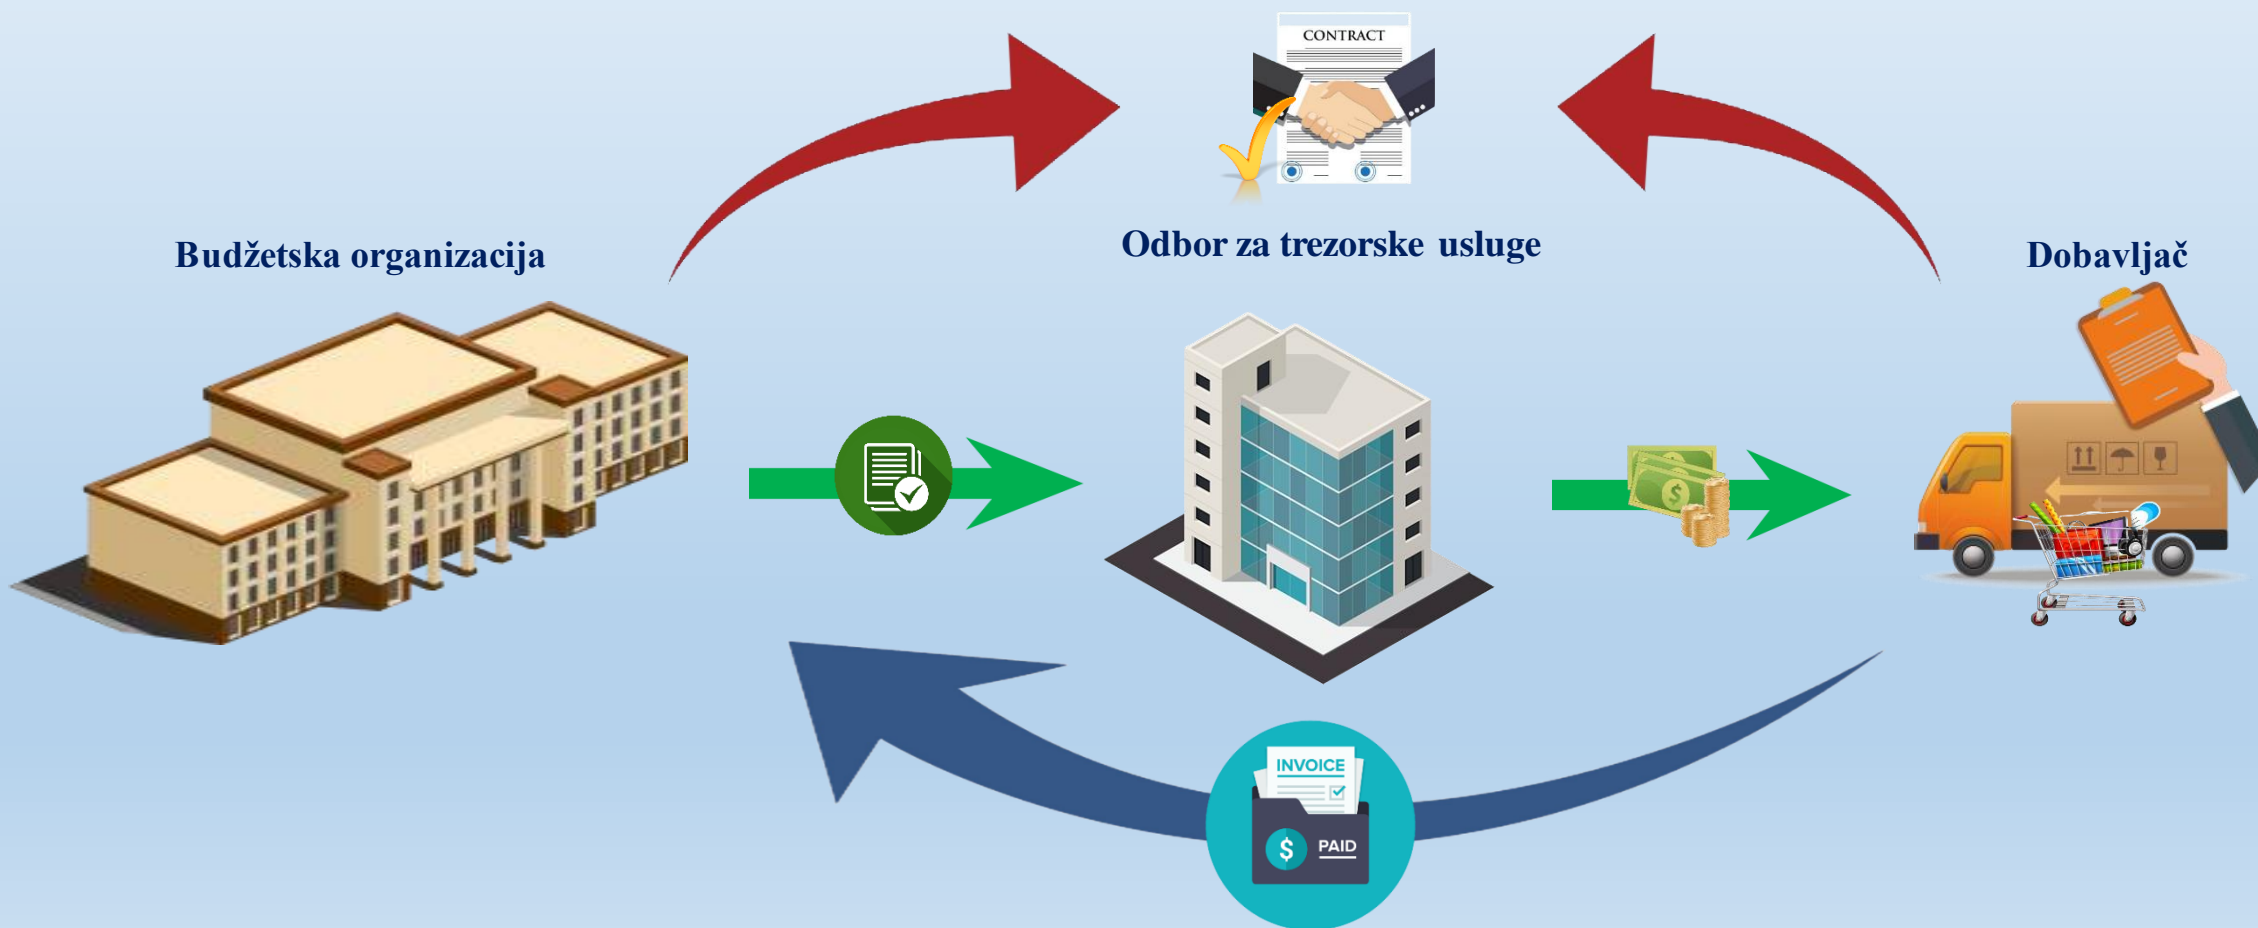 CONTRACT
Budžetska organizacija
Odbor za trezorske usluge
Dobavljač
INVOICE
PAID